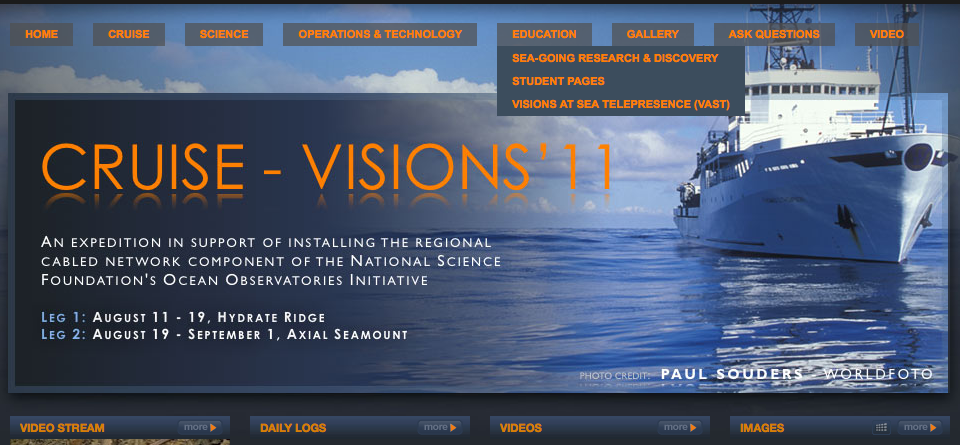 HOME CRUISE SCIENCE OPERATIONS & TECHNOLOGY EDUCATION GALLERY ASK QUESTIONS VIDEO
SEA-GOING RESEARCH & DISCOVERY
STUDENT PAGES
VISIONS AT SEA TELEPRESENCE (VAST)
CRUISE - VISIONS'11
AN EXPEDITION IN SUPPORT OF INSTALLING THE REGIONAL
CABLED NETWORK COMPONENT OF THE NATIONAL SCIENCE
FOUNDATION'S OCEAN OBSERVATORIES INITIATIVE
LEG 1: AUGUST 11 - 19, HYDRATE RIDGE
LEG 2: AUGUST 19 - SEPTEMBER 1, AXIAL SEAMOUNT
PHOTO CREDIT: PAUL SOUDERS - WORLDFOTO
VIDEO STREAM more DAILY LOGS more VIDEOS more IMAGES more